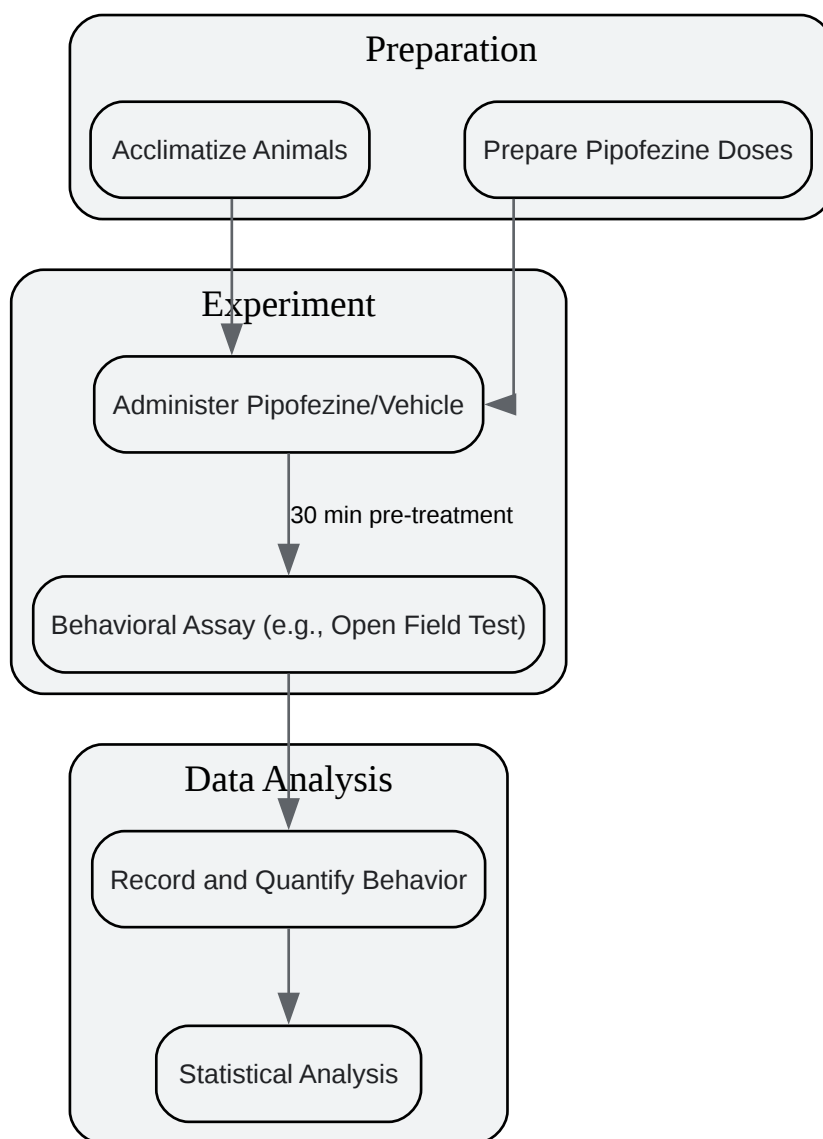 Preparation
Acclimatize Animals
Prepare Pipofezine Doses
Experiment
Administer Pipofezine/Vehicle
30 min pre-treatment
Behavioral Assay (e.g., Open Field Test)
Data Analysis
Record and Quantify Behavior
Statistical Analysis